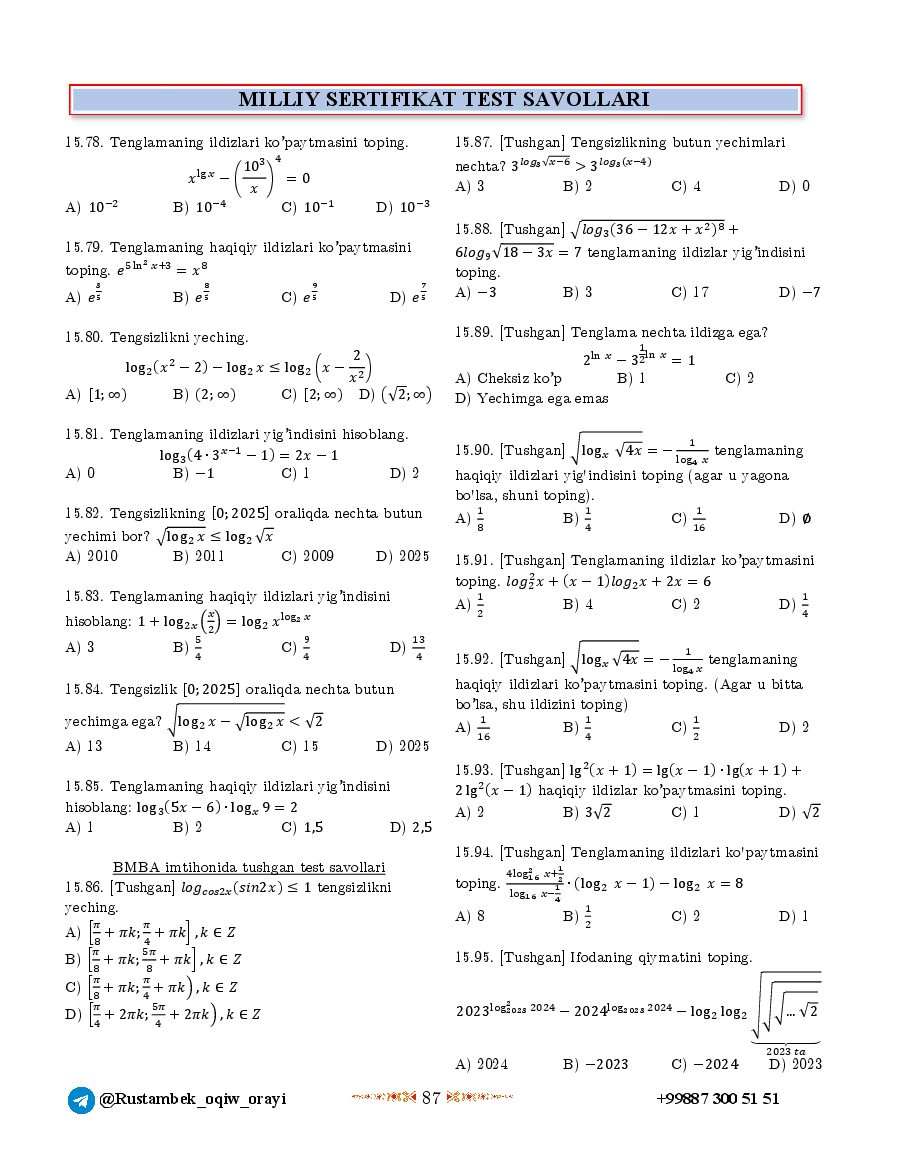 MILLIY SERTIFIKAT TEST SAVOLLARI
15.78. Tenglamaning ildizlari ko’paytmasini toping.
x^{lg x} − (10³/x)⁴ = 0
A) 10⁻² B) 10⁻⁴ C) 10⁻¹ D) 10⁻³
15.79. Tenglamaning haqiqiy ildizlari ko’paytmasini
toping. e^{5 ln² x+3} = x⁸
A) e^{3/5} B) e^{8/5} C) e^{9/5} D) e^{7/5}
15.80. Tengsizlikni yeching.
log₂(x² − 2) − log₂ x ≤ log₂ (x − 2/x²)
A) [1; ∞) B) (2; ∞) C) [2; ∞) D) (√2; ∞)
15.81. Tenglamaning ildizlari yig’indisini hisoblang.
log₃(4 · 3^{x−1} − 1) = 2x − 1
A) 0 B) −1 C) 1 D) 2
15.82. Tengsizlikning [0; 2025] oraliqda nechta butun
yechimi bor? √(log₂ x) ≤ log₂ √x
A) 2010 B) 2011 C) 2009 D) 2025
15.83. Tenglamaning haqiqiy ildizlari yig’indisini
hisoblang: 1 + log_{2x}(x/2) = log₂ x^{log₂ x}
A) 3 B) 5/4 C) 9/4 D) 13/4
15.84. Tengsizlik [0; 2025] oraliqda nechta butun
yechimga ega? √(log₂ x − √(log₂ x)) < √2
A) 13 B) 14 C) 15 D) 2025
15.85. Tenglamaning haqiqiy ildizlari yig’indisini
hisoblang: log₃(5x − 6) · logₓ 9 = 2
A) 1 B) 2 C) 1,5 D) 2,5
BMBA imtihonida tushgan test savollari
15.86. [Tushgan] log_{cos2x}(sin2x) ≤ 1 tengsizlikni
yeching.
A) [π/8 + πk; π/4 + πk], k ∈ Z
B) [π/8 + πk; 5π/8 + πk], k ∈ Z
C) [π/8 + πk; π/4 + πk), k ∈ Z
D) [π/4 + 2πk; 5π/4 + 2πk), k ∈ Z
15.87. [Tushgan] Tengsizlikning butun yechimlari
nechta? 3^{log₈ √(x−6)} > 3^{log₈(x−4)}
A) 3 B) 2 C) 4 D) 0
15.88. [Tushgan] √(log₃(36 − 12x + x²)⁸) +
6log₉√(18 − 3x) = 7 tenglamaning ildizlar yig’indisini
toping.
A) −3 B) 3 C) 17 D) −7
15.89. [Tushgan] Tenglama nechta ildizga ega?
2^{ln x} − 3^{(1/2)ln x} = 1
A) Cheksiz ko’p B) 1 C) 2
D) Yechimga ega emas
15.90. [Tushgan] √(logₓ √(4x)) = − 1/(log₄ x) tenglamaning
haqiqiy ildizlari yig'indisini toping (agar u yagona
bo'lsa, shuni toping).
A) 1/8 B) 1/4 C) 1/16 D) ∅
15.91. [Tushgan] Tenglamaning ildizlar ko’paytmasini
toping. log₂²x + (x − 1)log₂x + 2x = 6
A) 1/2 B) 4 C) 2 D) 1/4
15.92. [Tushgan] √(logₓ √(4x)) = − 1/(log₄ x) tenglamaning
haqiqiy ildizlari ko’paytmasini toping. (Agar u bitta
bo’lsa, shu ildizini toping)
A) 1/16 B) 1/4 C) 1/2 D) 2
15.93. [Tushgan] lg²(x + 1) = lg(x − 1) · lg(x + 1) +
2 lg²(x − 1) haqiqiy ildizlar ko’paytmasini toping.
A) 2 B) 3√2 C) 1 D) √2
15.94. [Tushgan] Tenglamaning ildizlari ko'paytmasini
toping. (4log₁₆² x+1/2)/(log₁₆ x−1/4) · (log₂ x − 1) − log₂ x = 8
A) 8 B) 1/2 C) 2 D) 1
15.95. [Tushgan] Ifodaning qiymatini toping.
2023^{log²₂₀₂₃ 2024} − 2024^{log₂₀₂₃ 2024} − log₂ log₂ √√√…√2
2023 ta
A) 2024 B) −2023 C) −2024 D) 2023
@Rustambek_oqiw_orayi 87 +99887 300 51 51